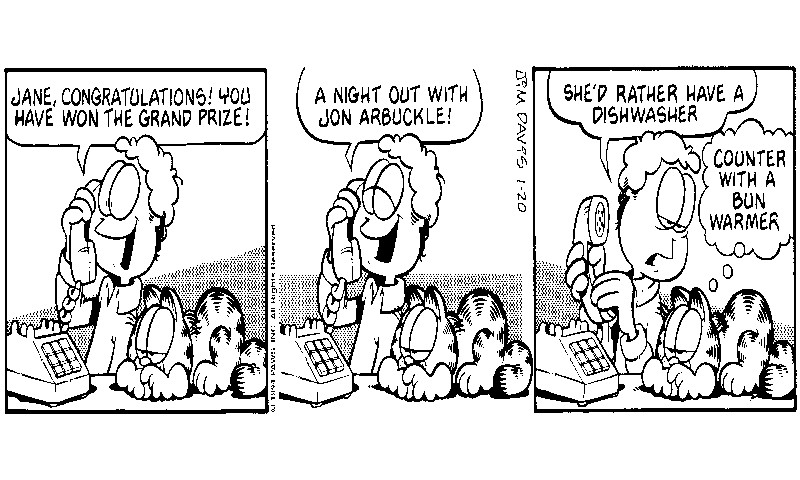 JANE, CONGRATULATIONS! YOU
HAVE WON THE GRAND PRIZE!
A NIGHT OUT WITH
JON ARBUCKLE!
JIM DAVIS 1-20
SHE'D RATHER HAVE A
DISHWASHER
COUNTER
WITH A
BUN
WARMER